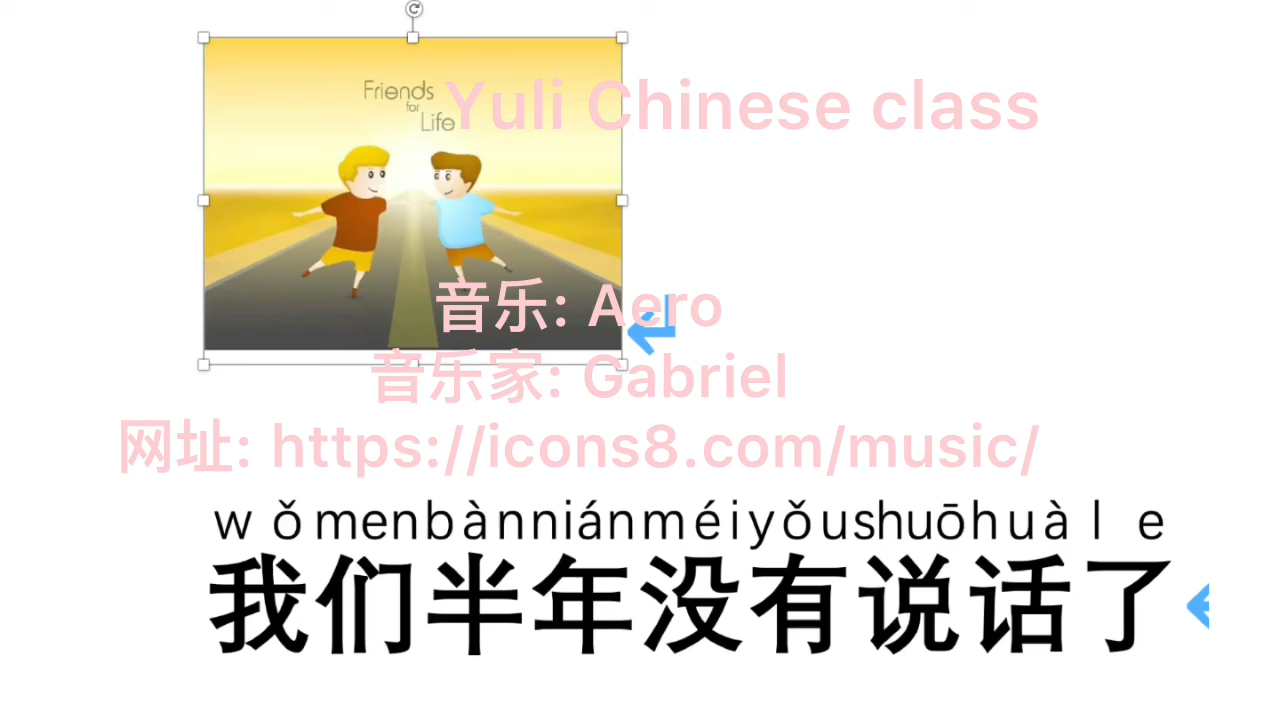 Friends
for
Life
Yuli Chinese class
音乐: Aero
音乐家: Gabriel
网址: https://icons8.com/music/
wǒmenbànniánméiyǒushuōhuàle
我们半年没有说话了